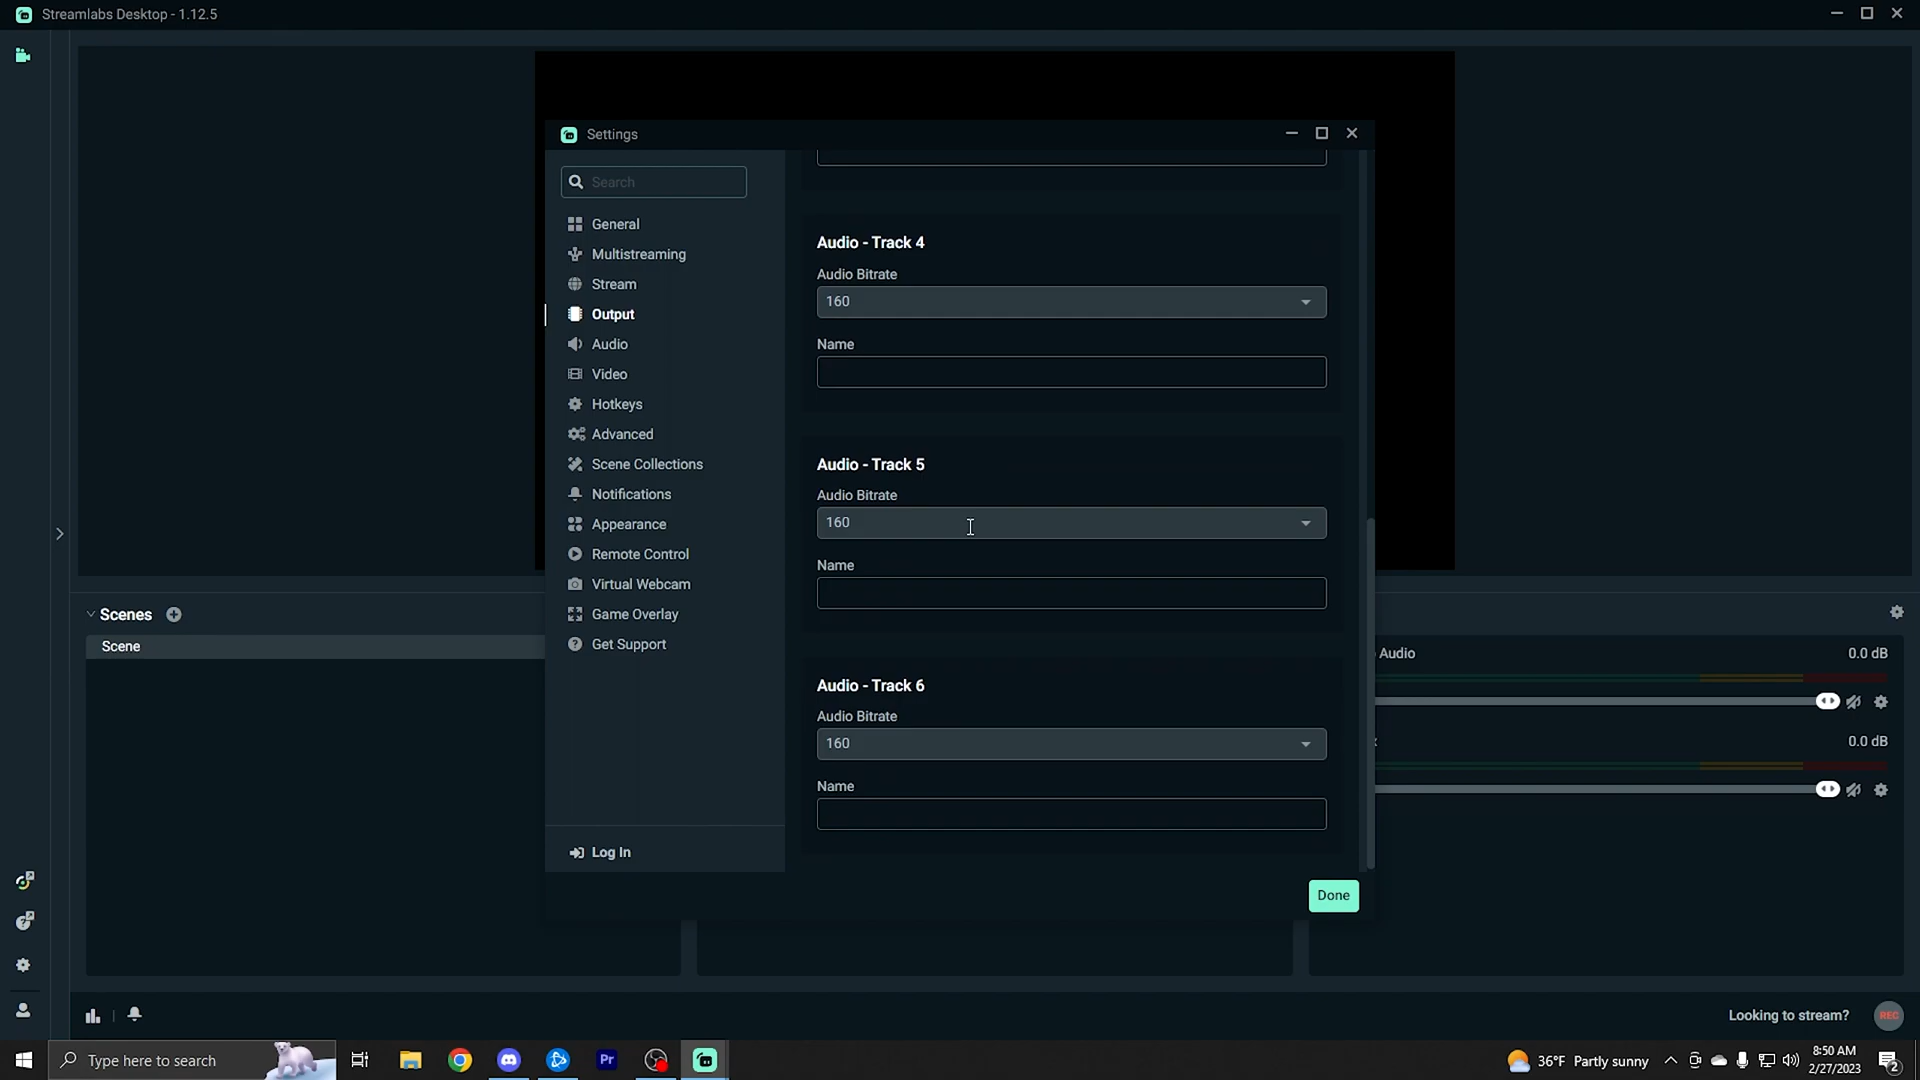 Streamlabs Desktop - 1.12.5
Settings
Search
General
Multistreaming
Stream
Output
Audio
Video
Hotkeys
Advanced
Scene Collections
Notifications
Appearance
Remote Control
Virtual Webcam
Game Overlay
Get Support
Log In
Audio - Track 4
Audio Bitrate
160
Name
Audio - Track 5
Audio Bitrate
160
Name
Audio - Track 6
Audio Bitrate
160
Name
Done
Scenes
Scene
Audio 0.0 dB
0.0 dB
Looking to stream? REC
Type here to search
Pr
36°F Partly sunny
8:50 AM
2/27/2023
2